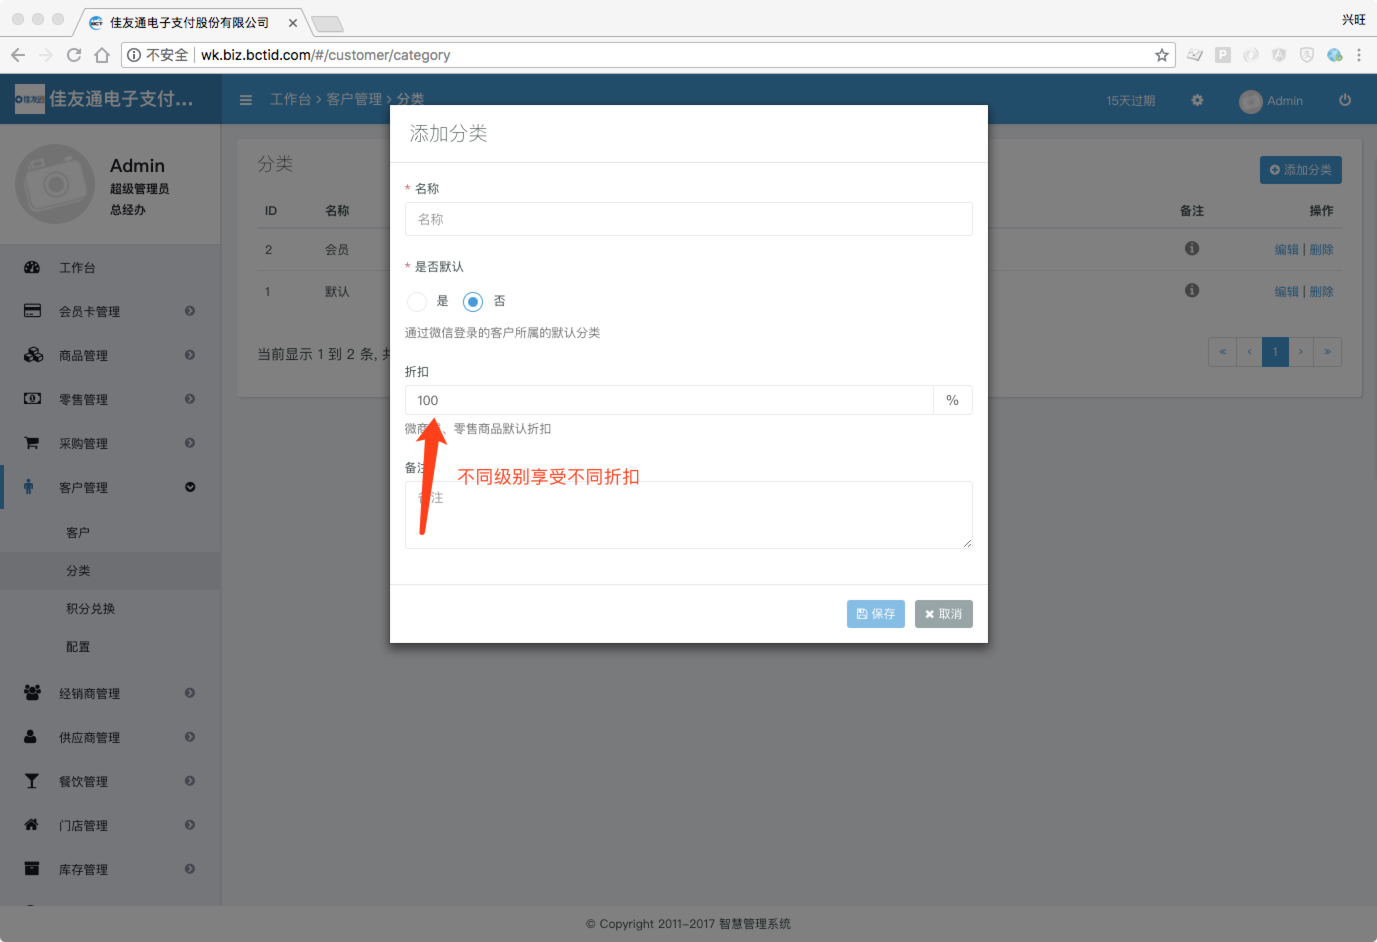 佳友通电子支付股份有限公司
兴旺
不安全 wk.biz.bctid.com/#/customer/category
佳友通电子支付...
工作台 > 客户管理 > 分类
15天过期
Admin
Admin
超级管理员
总经办
工作台
会员卡管理
商品管理
零售管理
采购管理
客户管理
客户
分类
积分兑换
配置
经销商管理
供应商管理
餐饮管理
门店管理
库存管理
分类
添加分类
ID 名称 备注 操作
2 会员 编辑 | 删除
1 默认 编辑 | 删除
当前显示 1 到 2 条, 共
« ‹ 1 › »
添加分类
* 名称
名称
* 是否默认
是 否
通过微信登录的客户所属的默认分类
折扣
100 %
、零售商品默认折扣
不同级别享受不同折扣
保存 取消
© Copyright 2011-2017 智慧管理系统